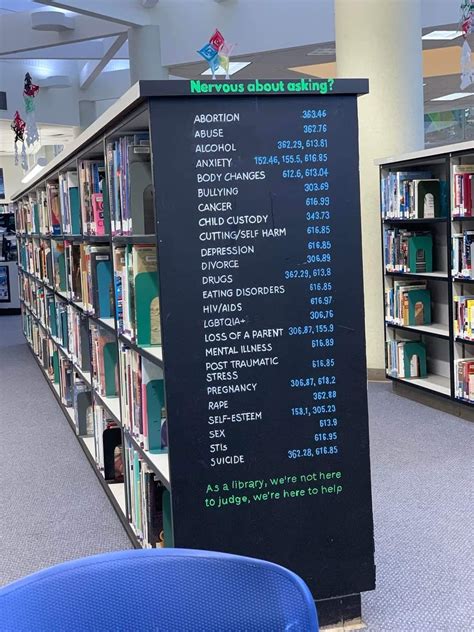 Nervous about asking?
ABORTION 363.46
ABUSE 362.76
ALCOHOL 362.29, 613.81
ANXIETY 152.46, 155.5, 616.85
BODY CHANGES 612.6, 613.04
BULLYING 303.69
CANCER 616.99
CHILD CUSTODY 343.73
CUTTING/SELF HARM 616.85
DEPRESSION 616.85
DIVORCE 306.89
DRUGS 362.29, 613.8
EATING DISORDERS 616.85
HIV/AIDS 616.97
LGBTQIA+ 306.76
LOSS OF A PARENT 306.87, 155.9
MENTAL ILLNESS 616.89
POST TRAUMATIC 616.85
STRESS
PREGNANCY 306.87, 618.2
RAPE 362.88
SELF-ESTEEM 158.1, 305.23
SEX 613.9
STIs 616.95
SUICIDE 362.28, 616.85
As a library, we're not here
to judge, we're here to help